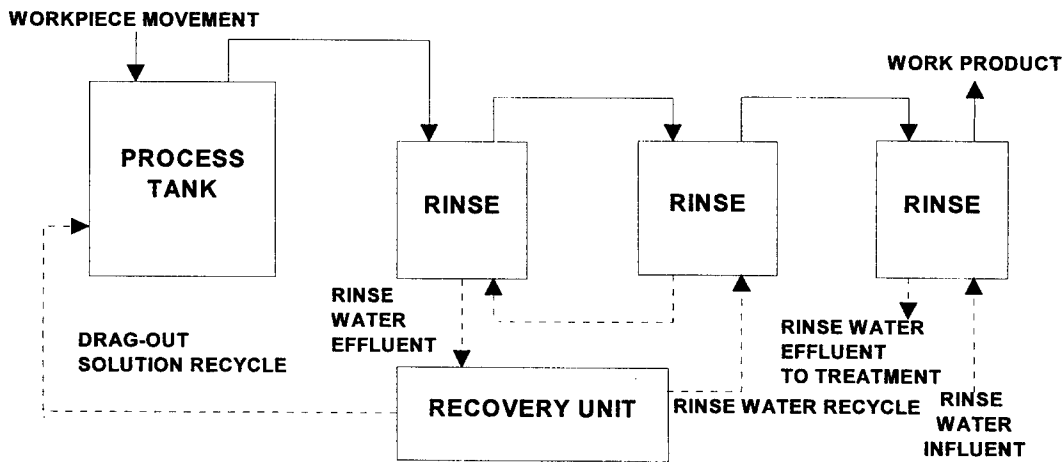 WORKPIECE MOVEMENT
WORK PRODUCT
PROCESS
TANK
RINSE
RINSE
RINSE
RINSE
WATER
EFFLUENT
DRAG-OUT
SOLUTION RECYCLE
RINSE WATER
EFFLUENT
TO TREATMENT
RECOVERY UNIT
RINSE WATER RECYCLE
RINSE
WATER
INFLUENT